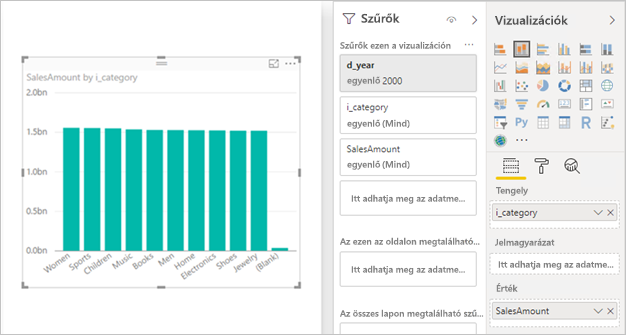 SalesAmount by i_category
2.0bn
1.5bn
1.0bn
0.5bn
0.0bn
Women
Sports
Children
Music
Books
Men
Home
Electronics
Shoes
Jewelry
(Blank)
Szűrők
Szűrők ezen a vizualización
d_year
egyenlő 2000
i_category
egyenlő (Mind)
SalesAmount
egyenlő (Mind)
Itt adhatja meg az adatme...
Az ezen az oldalon megtalálható...
Itt adhatja meg az adatme...
Az összes lapon megtalálható szű...
Vizualizációk
Py
R
Tengely
i_category
Jelmagyarázat
Itt adhatja meg az adatme...
Érték
SalesAmount